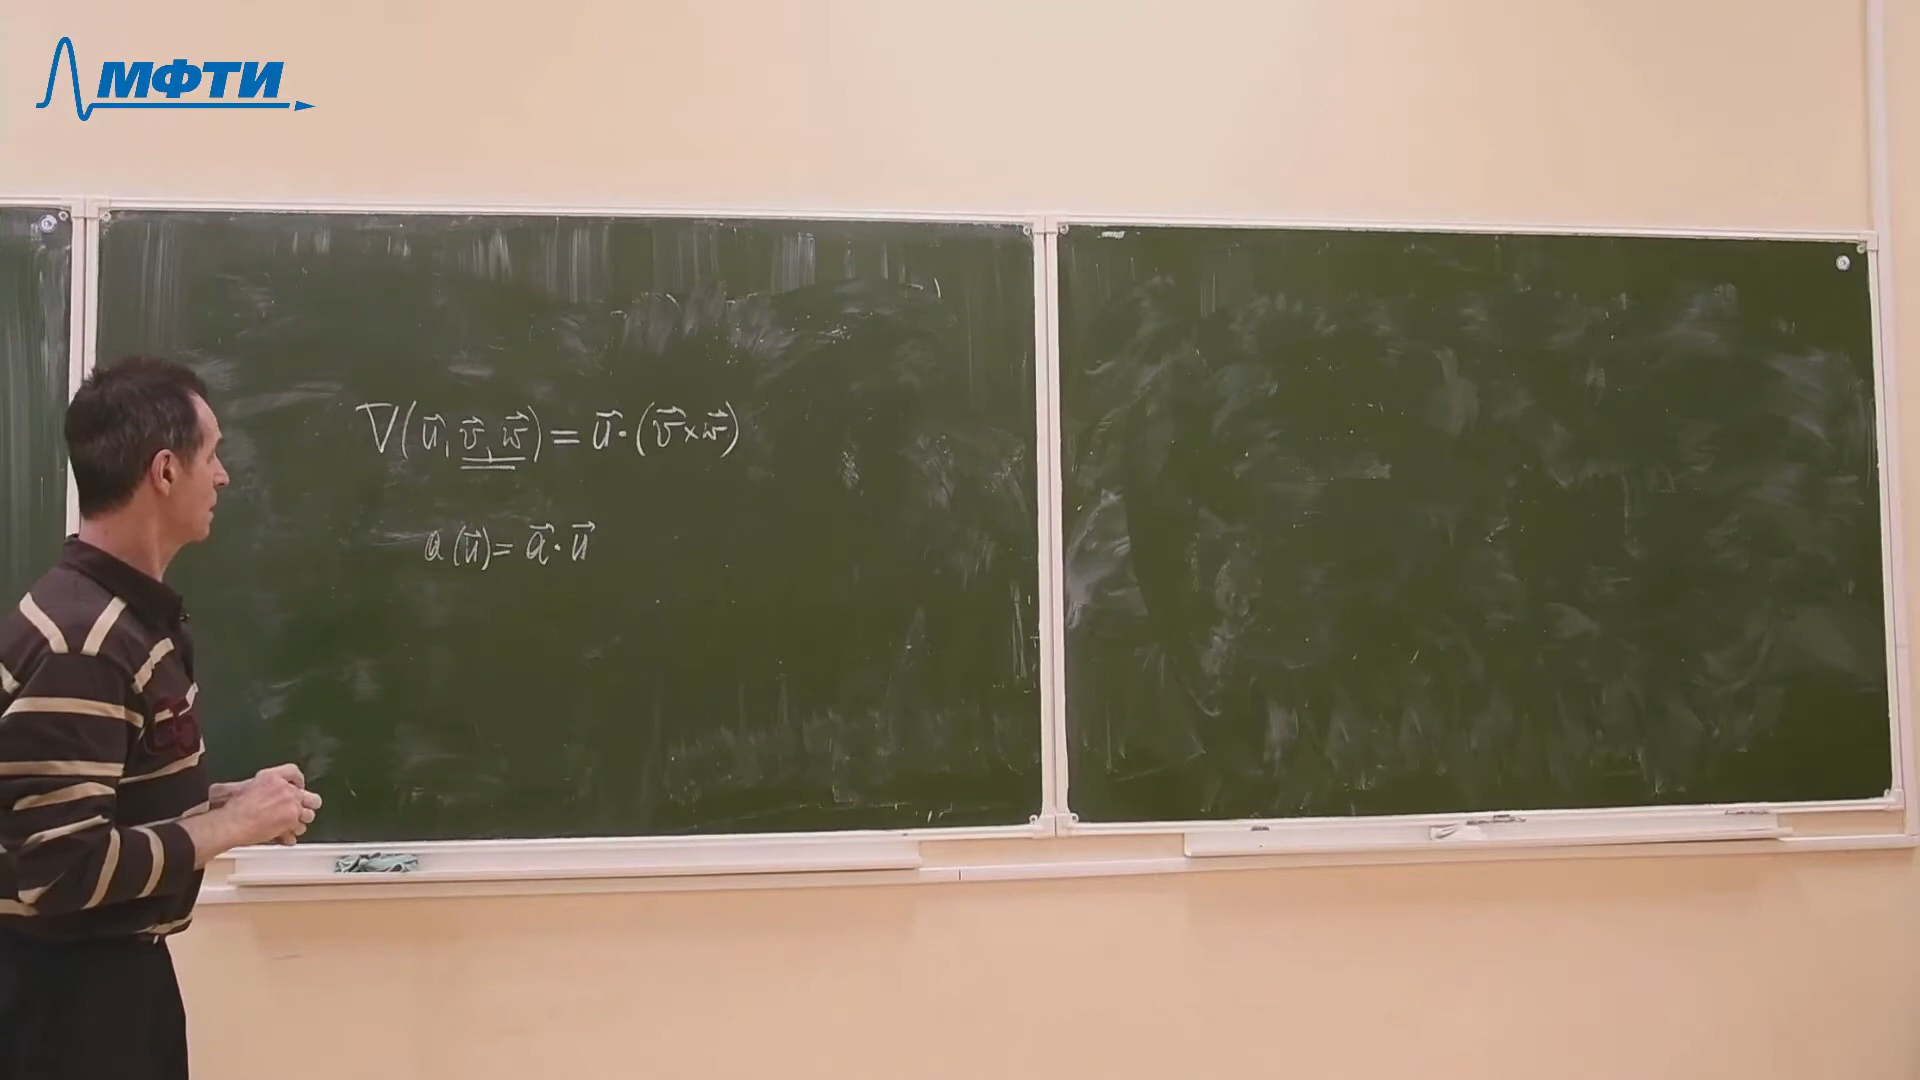 МФТИ
V(u⃗, v⃗, w⃗) = u⃗·(v⃗×w⃗)
a(u⃗) = a⃗·u⃗